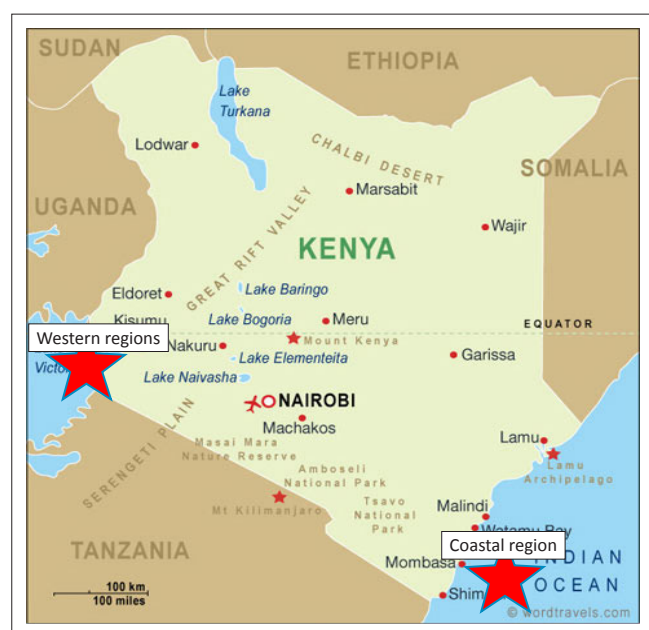 SUDAN
ETHIOPIA
Lake
Turkana
Lodwar
CHALBI DESERT
SOMALIA
Marsabit
UGANDA
Wajir
GREAT RIFT VALLEY
KENYA
Eldoret
Lake Baringo
Kisumu
Lake Bogoria
Meru
EQUATOR
Western regions
Nakuru
Mount Kenya
Lake Elementeita
Garissa
Lake Naivasha
NAIROBI
Machakos
SERENGETI PLAIN
Masai Mara
Nature Reserve
Lamu
Lamu
Archipelago
Amboseli
National Park
Mt Kilimanjaro
Tsavo
National
Park
Malindi
Watamu Bay
TANZANIA
Coastal region
Mombasa
INDIAN
OCEAN
100 km
100 miles
© wordtravels.com